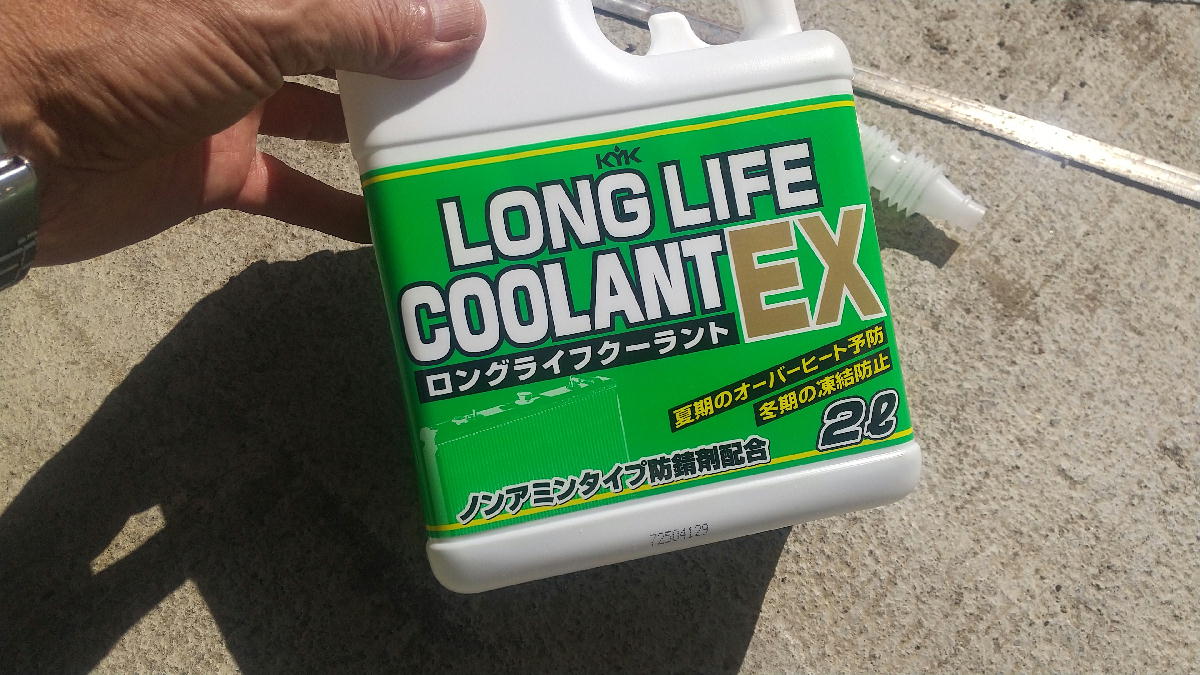 KYK
LONG LIFE
COOLANT EX
ロングライフクーラント
夏期のオーバーヒート予防
冬期の凍結防止
2ℓ
ノンアミンタイプ防錆剤配合
72504129